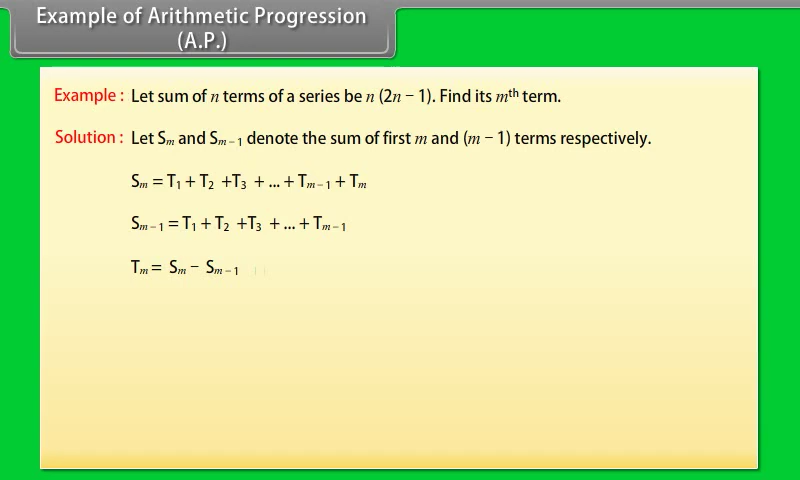 Example of Arithmetic Progression
(A.P.)
Example : Let sum of n terms of a series be n (2n − 1). Find its mᵗʰ term.
Solution : Let Sₘ and Sₘ₋₁ denote the sum of first m and (m − 1) terms respectively.
Sₘ = T₁ + T₂ +T₃ + ... + Tₘ₋₁ + Tₘ
Sₘ₋₁ = T₁ + T₂ +T₃ + ... + Tₘ₋₁
Tₘ = Sₘ − Sₘ₋₁